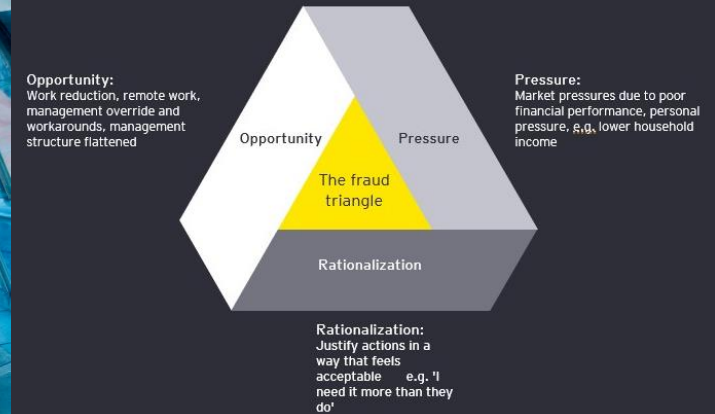 Opportunity:
Work reduction, remote work,
management override and
workarounds, management
structure flattened
Opportunity
Pressure
The fraud
triangle
Rationalization
Pressure:
Market pressures due to poor
financial performance, personal
pressure, e.g. lower household
income
Rationalization:
Justify actions in a
way that feels
acceptable e.g. 'I
need it more than they
do'